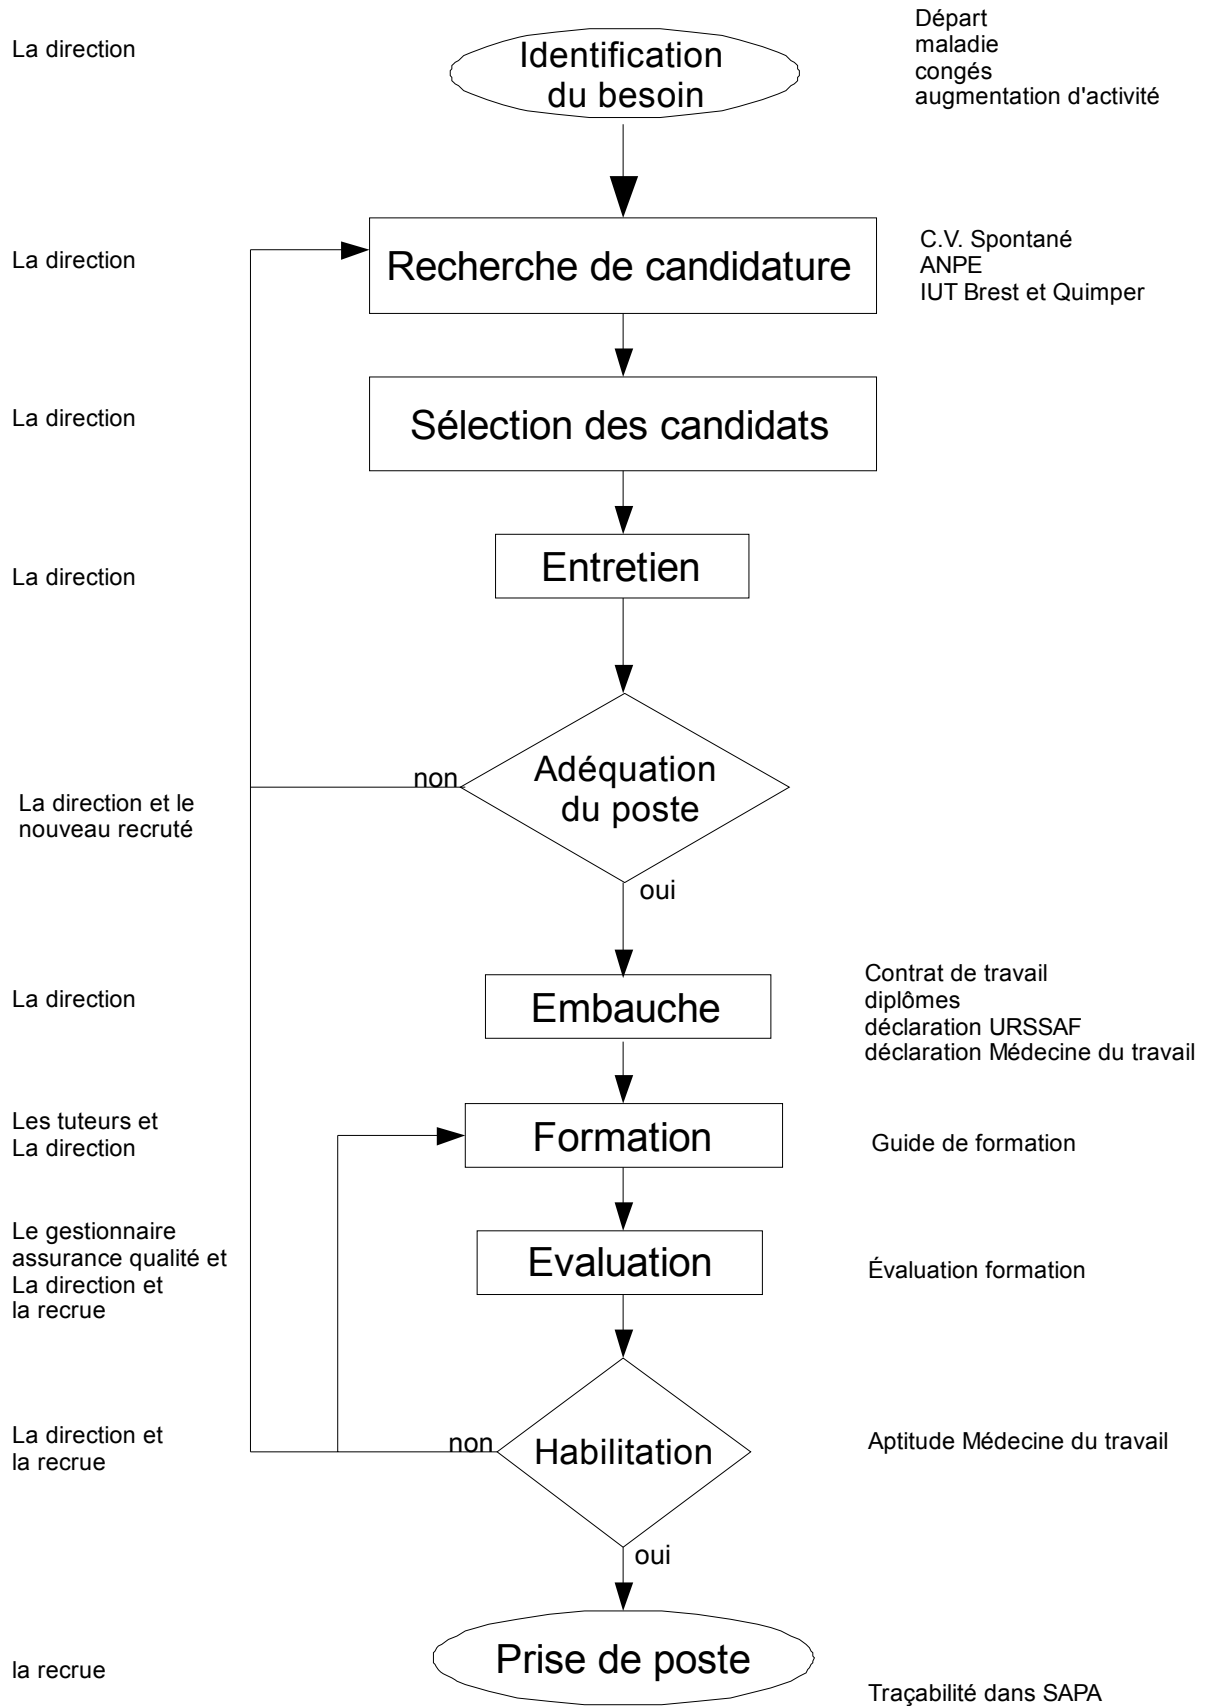 La direction
Identification
du besoin
Départ
maladie
congés
augmentation d'activité
La direction
Recherche de candidature
C.V. Spontané
ANPE
IUT Brest et Quimper
La direction
Sélection des candidats
La direction
Entretien
La direction et le
nouveau recruté
non
Adéquation
du poste
oui
La direction
Embauche
Contrat de travail
diplômes
déclaration URSSAF
déclaration Médecine du travail
Les tuteurs et
La direction
Formation
Guide de formation
Le gestionnaire
assurance qualité et
La direction et
la recrue
Evaluation
Évaluation formation
La direction et
la recrue
non
Habilitation
Aptitude Médecine du travail
oui
la recrue
Prise de poste
Traçabilité dans SAPA